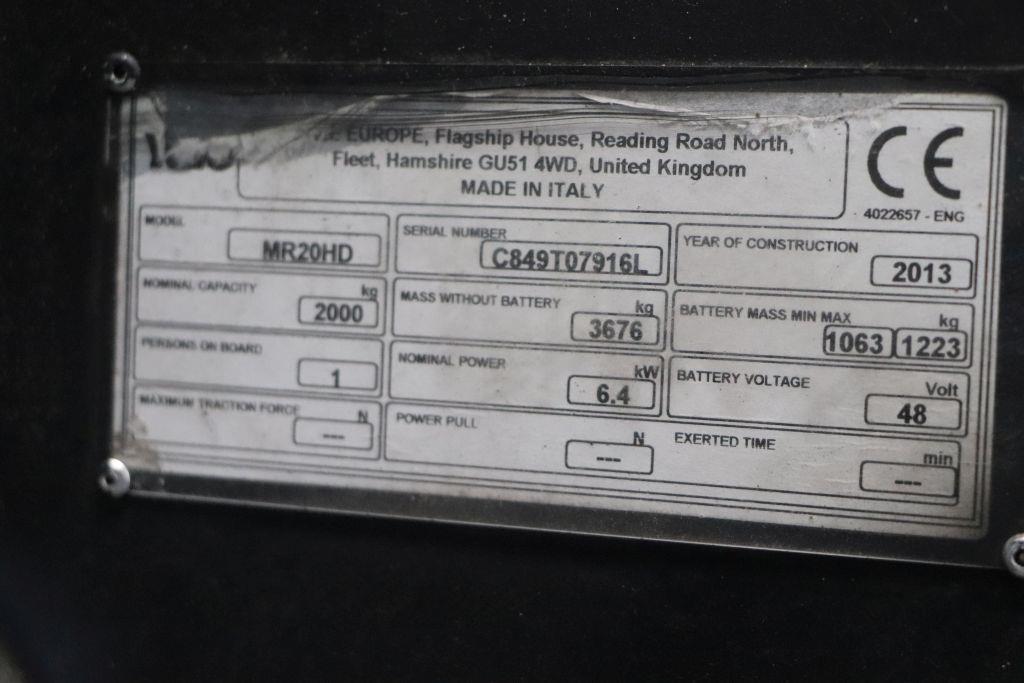 EUROPE, Flagship House, Reading Road North,
Fleet, Hamshire GU51 4WD, United Kingdom
MADE IN ITALY
CE
4022657 - ENG
MODEL
MR20HD
SERIAL NUMBER
C849T07916L
YEAR OF CONSTRUCTION
2013
NOMINAL CAPACITY
kg
2000
MASS WITHOUT BATTERY
kg
3676
BATTERY MASS MIN MAX
kg
1063 1223
PERSONS ON BOARD
1
NOMINAL POWER
kW
6.4
BATTERY VOLTAGE
Volt
48
MAXIMUM TRACTION FORCE
N
---
POWER PULL
N
---
EXERTED TIME
min
---